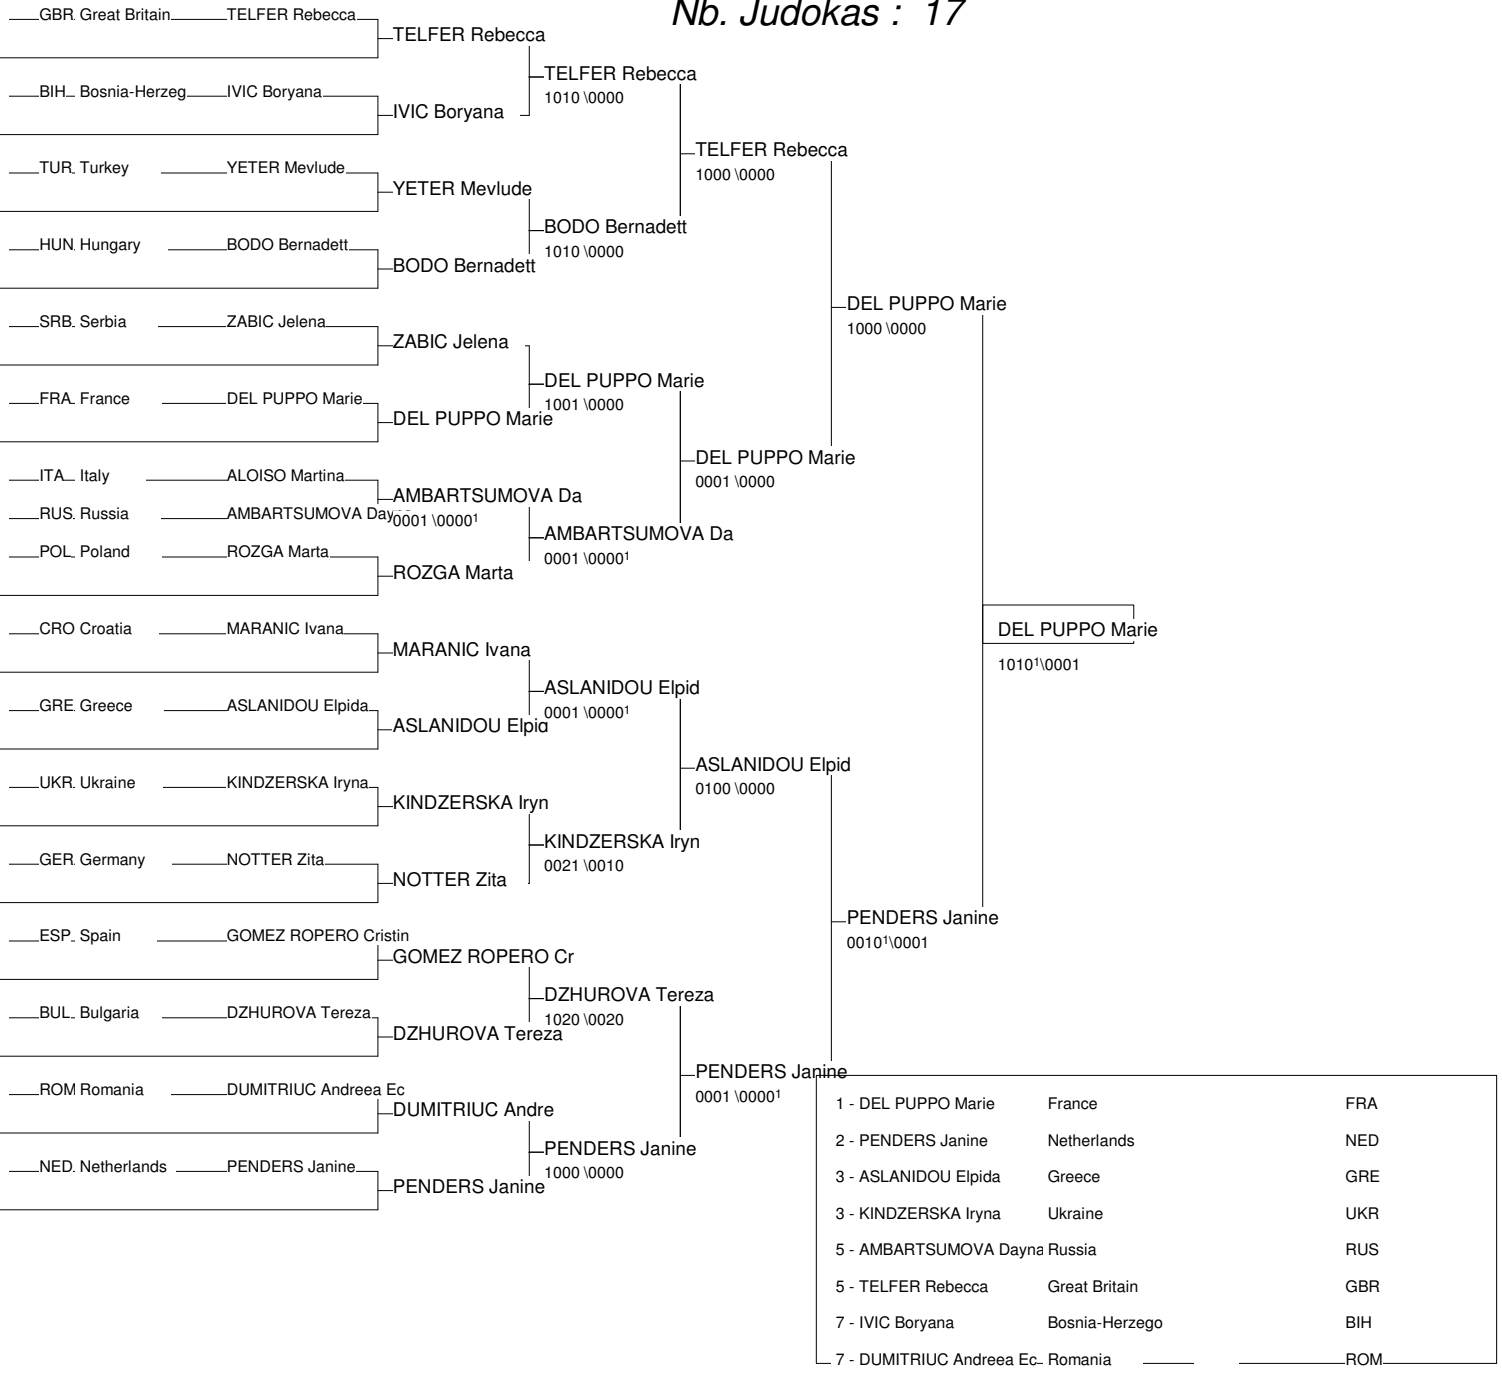 Nb. Judokas : 17
GBR Great Britain TELFER Rebecca
TELFER Rebecca
TELFER Rebecca
1010 \0000
BIH Bosnia-Herzeg IVIC Boryana
IVIC Boryana
TELFER Rebecca
1000 \0000
TUR Turkey YETER Mevlude
YETER Mevlude
BODO Bernadett
1010 \0000
HUN Hungary BODO Bernadett
BODO Bernadett
DEL PUPPO Marie
1000 \0000
SRB Serbia ZABIC Jelena
ZABIC Jelena
DEL PUPPO Marie
1001 \0000
FRA France DEL PUPPO Marie
DEL PUPPO Marie
DEL PUPPO Marie
0001 \0000
ITA Italy ALOISO Martina
AMBARTSUMOVA Da
RUS Russia AMBARTSUMOVA Day
0001 \0000¹
AMBARTSUMOVA Da
0001 \0000¹
POL Poland ROZGA Marta
ROZGA Marta
DEL PUPPO Marie
1010¹\0001
CRO Croatia MARANIC Ivana
MARANIC Ivana
ASLANIDOU Elpid
0001 \0000¹
GRE Greece ASLANIDOU Elpida
ASLANIDOU Elpid
ASLANIDOU Elpid
0100 \0000
UKR Ukraine KINDZERSKA Iryna
KINDZERSKA Iryn
KINDZERSKA Iryn
0021 \0010
GER Germany NOTTER Zita
NOTTER Zita
PENDERS Janine
0010¹\0001
ESP Spain GOMEZ ROPERO Cristin
GOMEZ ROPERO Cr
DZHUROVA Tereza
1020 \0020
BUL Bulgaria DZHUROVA Tereza
DZHUROVA Tereza
PENDERS Janine
0001 \0000¹
ROM Romania DUMITRIUC Andreea Ec
DUMITRIUC Andre
PENDERS Janine
1000 \0000
NED Netherlands PENDERS Janine
PENDERS Janine
1 - DEL PUPPO Marie France FRA
2 - PENDERS Janine Netherlands NED
3 - ASLANIDOU Elpida Greece GRE
3 - KINDZERSKA Iryna Ukraine UKR
5 - AMBARTSUMOVA Dayna Russia RUS
5 - TELFER Rebecca Great Britain GBR
7 - IVIC Boryana Bosnia-Herzego BIH
7 - DUMITRIUC Andreea Ec Romania ROM